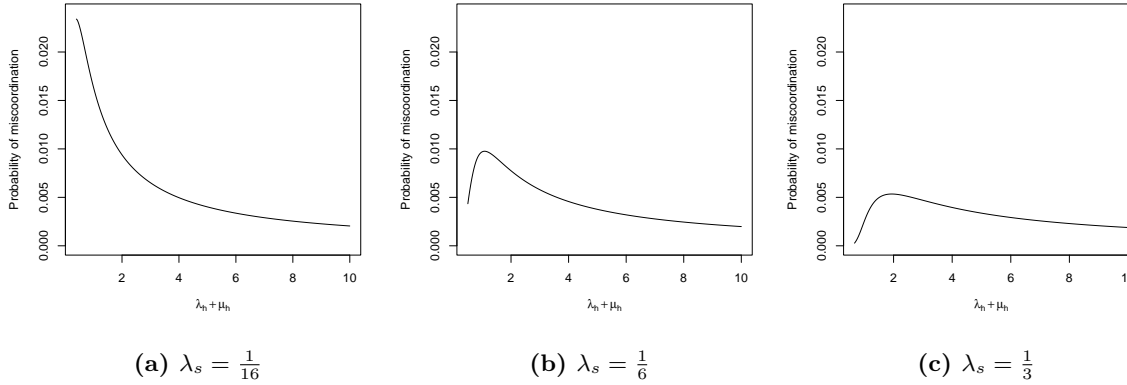 Probability of miscoordination
0.000 0.005 0.010 0.015 0.020
2 4 6 8 10
λₕ + μₕ
(a) λₛ = 1/16
Probability of miscoordination
0.000 0.005 0.010 0.015 0.020
2 4 6 8 10
λₕ + μₕ
(b) λₛ = 1/6
Probability of miscoordination
0.000 0.005 0.010 0.015 0.020
2 4 6 8
λₕ + μₕ
(c) λₛ = 1/3